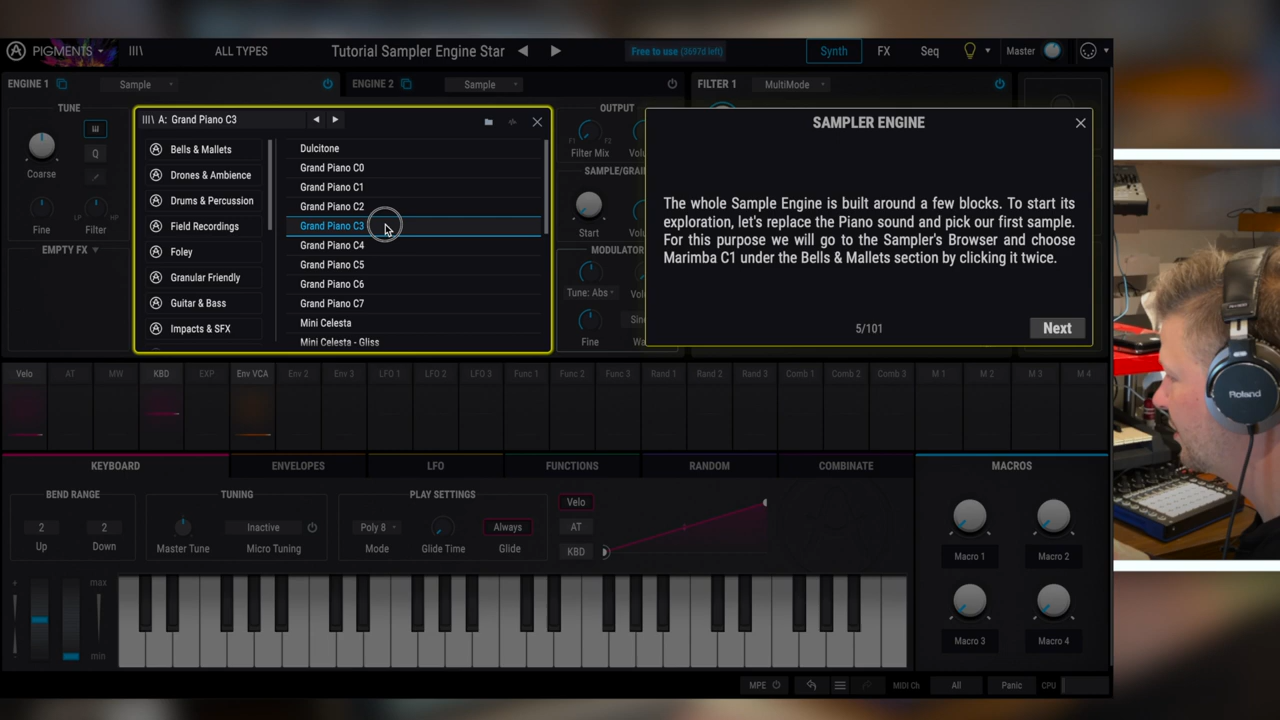 PIGMENTS
ALL TYPES
Tutorial Sampler Engine Star
Free to use (3697d left)
Synth
FX
Seq
Master
ENGINE 1
Sample
ENGINE 2
Sample
FILTER 1
MultiMode
TUNE
Q
Coarse
LP
HP
Fine
Filter
EMPTY FX
A: Grand Piano C3
Bells & Mallets
Drones & Ambience
Drums & Percussion
Field Recordings
Foley
Granular Friendly
Guitar & Bass
Impacts & SFX
Dulcitone
Grand Piano C0
Grand Piano C1
Grand Piano C2
Grand Piano C3
Grand Piano C4
Grand Piano C5
Grand Piano C6
Grand Piano C7
Mini Celesta
Mini Celesta - Gliss
OUTPUT
F1
F2
Filter Mix
Volu
SAMPLE/GRAI
Start
MODULATOR
Tune: Abs
Volu
Sin
Fine
Wa
SAMPLER ENGINE
The whole Sample Engine is built around a few blocks. To start its
exploration, let's replace the Piano sound and pick our first sample.
For this purpose we will go to the Sampler's Browser and choose
Marimba C1 under the Bells & Mallets section by clicking it twice.
5/101
Next
Velo AT MW KBD EXP Env VCA Env 2 Env 3 LFO 1 LFO 2 LFO 3 Func 1 Func 2 Func 3 Rand 1 Rand 2 Rand 3 Comb 1 Comb 2 Comb 3 M 1 M 2 M 3 M 4
KEYBOARD ENVELOPES LFO FUNCTIONS RANDOM COMBINATE MACROS
BEND RANGE
2 2
Up Down
TUNING
Inactive
Master Tune Micro Tuning
PLAY SETTINGS
Poly 8
Always
Mode Glide Time Glide
Velo
AT
KBD
Macro 1 Macro 2
Macro 3 Macro 4
+
max
-
min
MPE
MIDI Ch
All
Panic
CPU
Roland